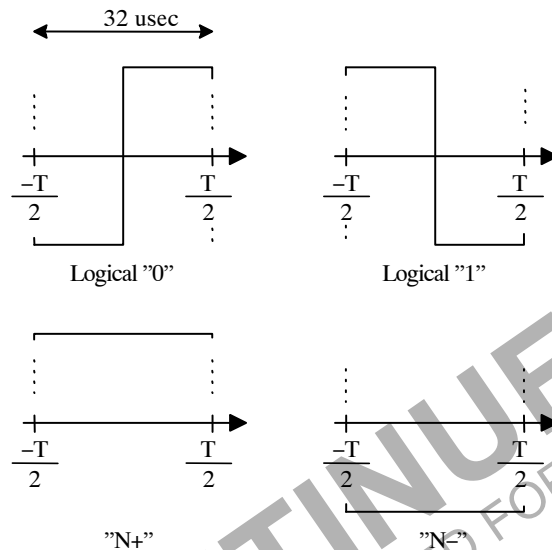 32 usec
–T
2
T
2
–T
2
T
2
Logical ”0”
Logical ”1”
–T
2
T
2
–T
2
T
2
”N+”
”N–”